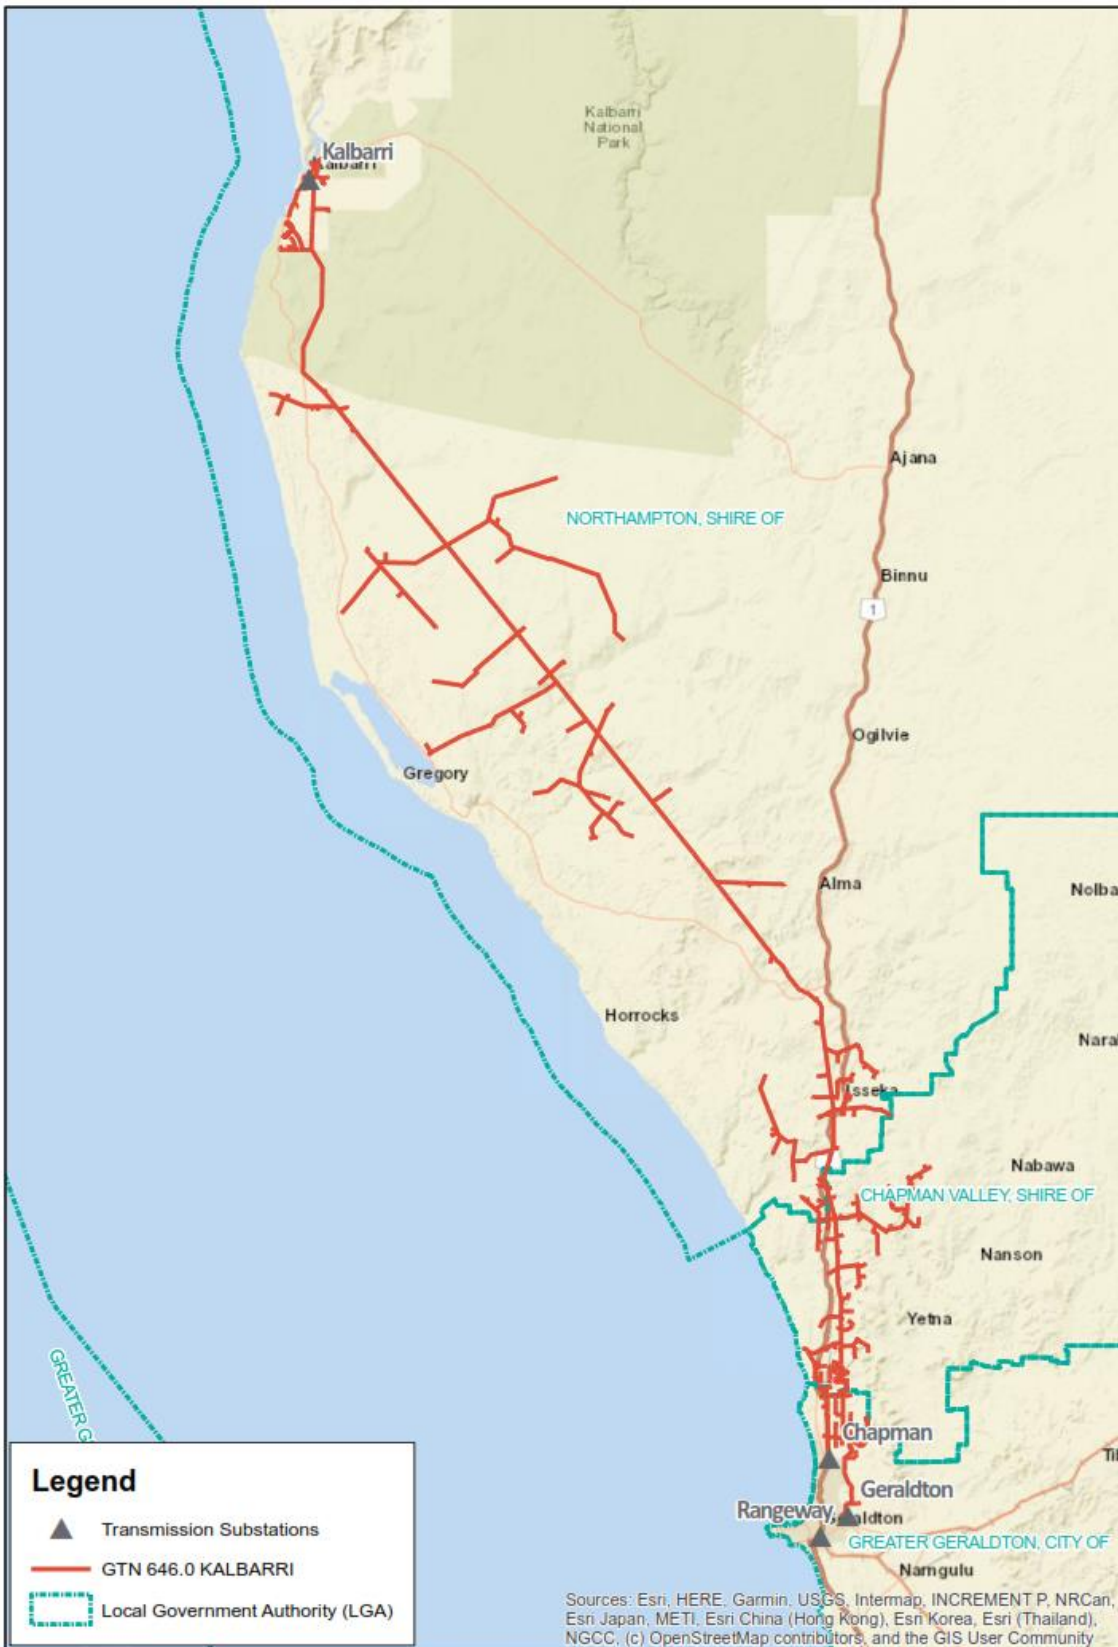 Kalbarri
National
Park
Kalbarri
Kalbarri
Ajana
NORTHAMPTON, SHIRE OF
Binnu
1
Ogilvie
Gregory
Alma
Nolba
Horrocks
Nara
Isseka
Nabawa
CHAPMAN VALLEY, SHIRE OF
Nanson
Yetna
GREATER G
Chapman
Geraldton
Rangeway
Geraldton
GREATER GERALDTON, CITY OF
Narngulu
Legend
Transmission Substations
GTN 646.0 KALBARRI
Local Government Authority (LGA)
Sources: Esri, HERE, Garmin, USGS, Intermap, INCREMENT P, NRCan,
Esri Japan, METI, Esri China (Hong Kong), Esri Korea, Esri (Thailand),
NGCC, (c) OpenStreetMap contributors, and the GIS User Community